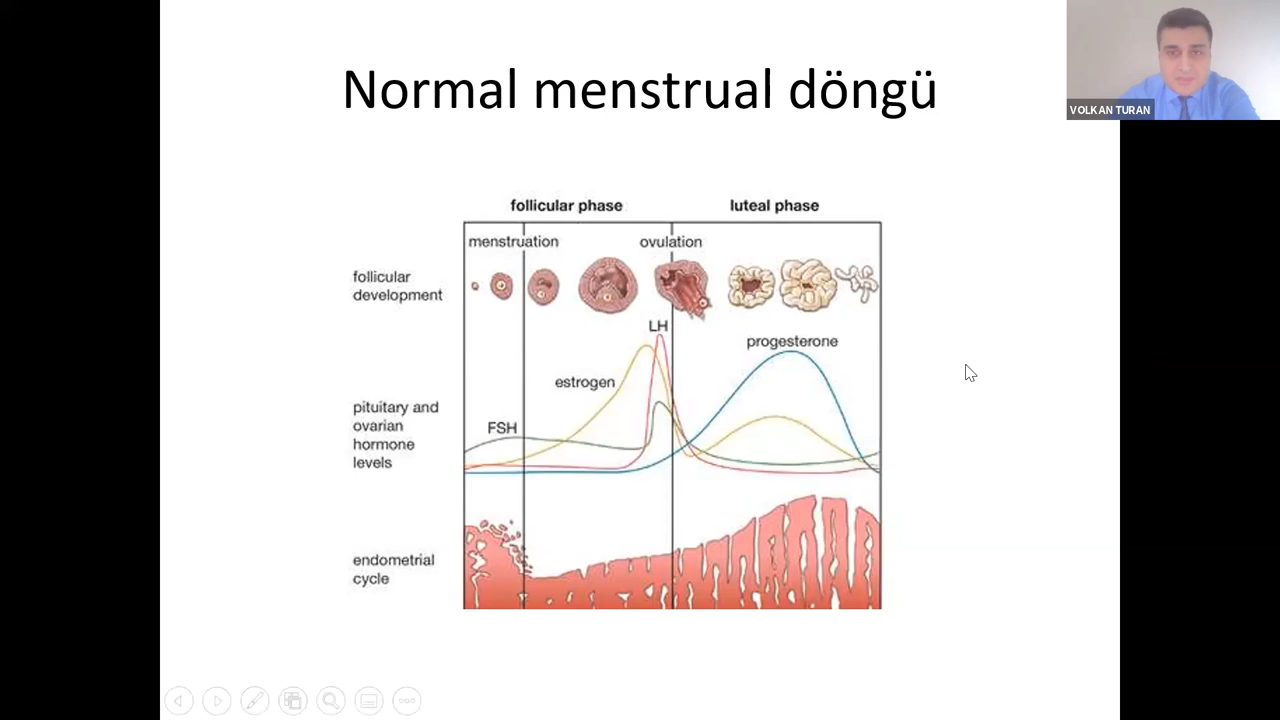 Normal menstrual döngü
VOLKAN TURAN
follicular phase
luteal phase
menstruation
ovulation
follicular
development
LH
progesterone
estrogen
pituitary and
ovarian
hormone
levels
FSH
endometrial
cycle